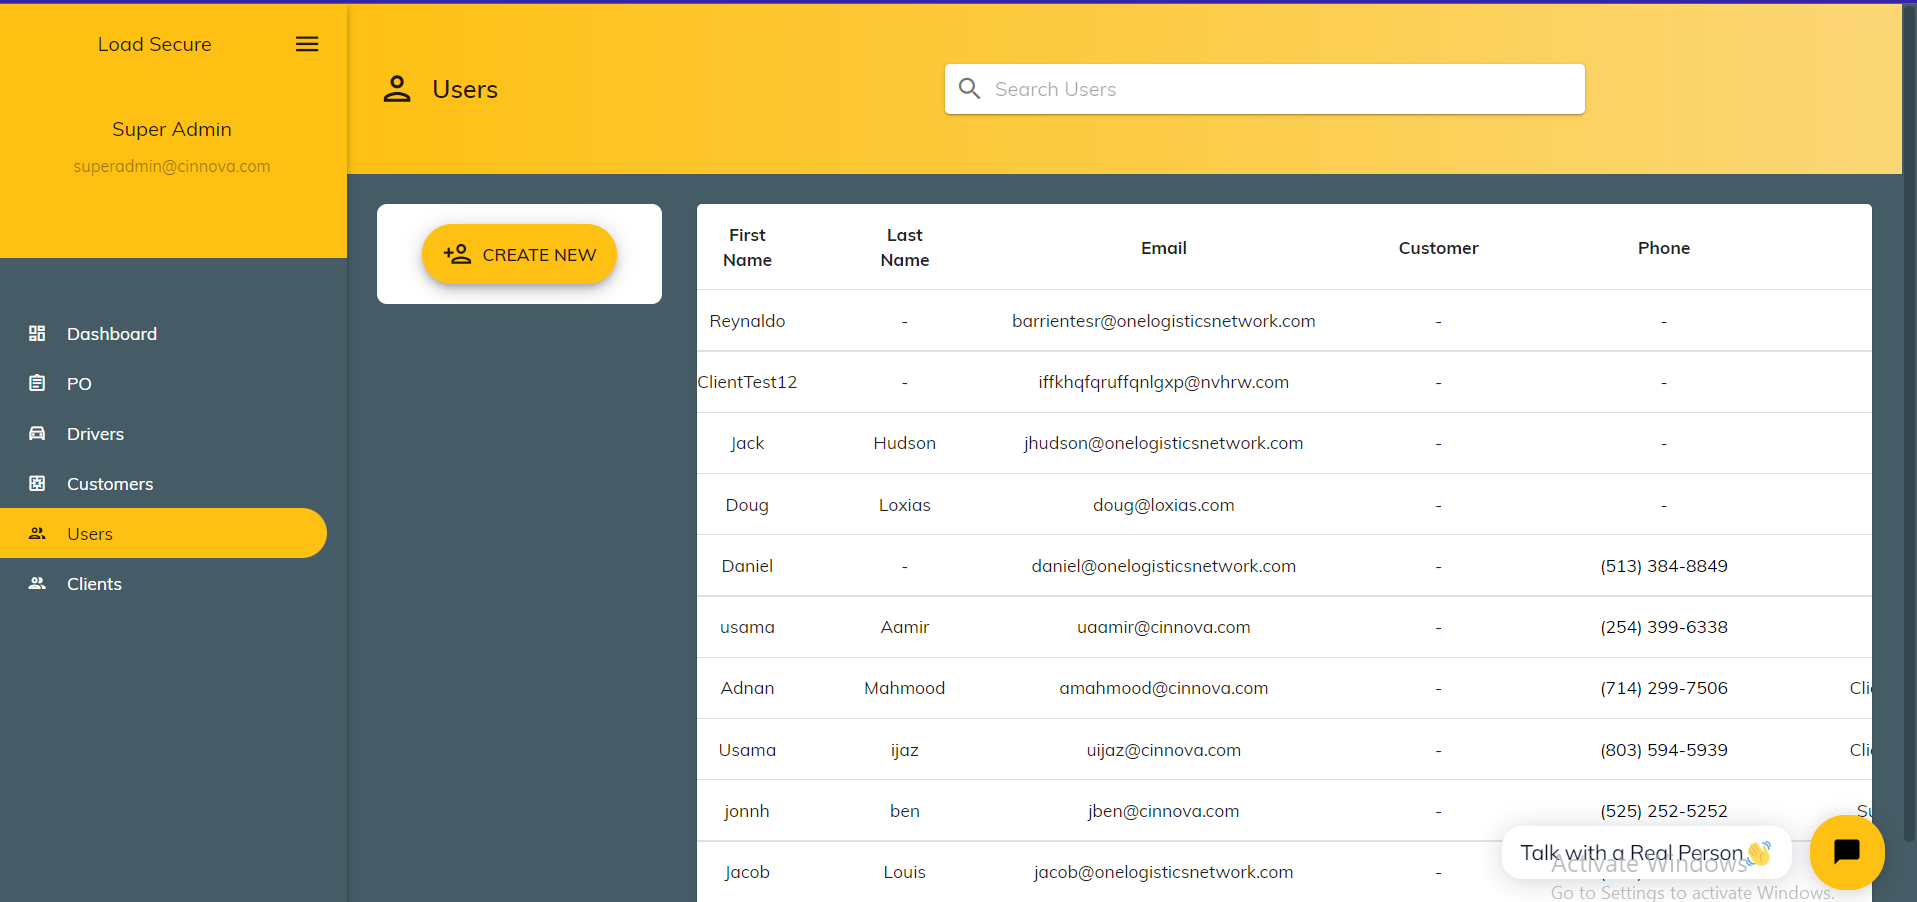 Load Secure
Super Admin
superadmin@cinnova.com
Dashboard
PO
Drivers
Customers
Users
Clients
Users
Search Users
CREATE NEW
First Name Last Name Email Customer Phone
Reynaldo - barrientesr@onelogisticsnetwork.com - -
ClientTest12 - iffkhqfqruffqnlgxp@nvhrw.com - -
Jack Hudson jhudson@onelogisticsnetwork.com - -
Doug Loxias doug@loxias.com - -
Daniel - daniel@onelogisticsnetwork.com - (513) 384-8849
usama Aamir uaamir@cinnova.com - (254) 399-6338
Adnan Mahmood amahmood@cinnova.com - (714) 299-7506 Cli
Usama ijaz uijaz@cinnova.com - (803) 594-5939 Cli
jonnh ben jben@cinnova.com - (525) 252-5252 Su
Jacob Louis jacob@onelogisticsnetwork.com -
Talk with a Real Person👋
Activate Windows
Go to Settings to activate Windows.